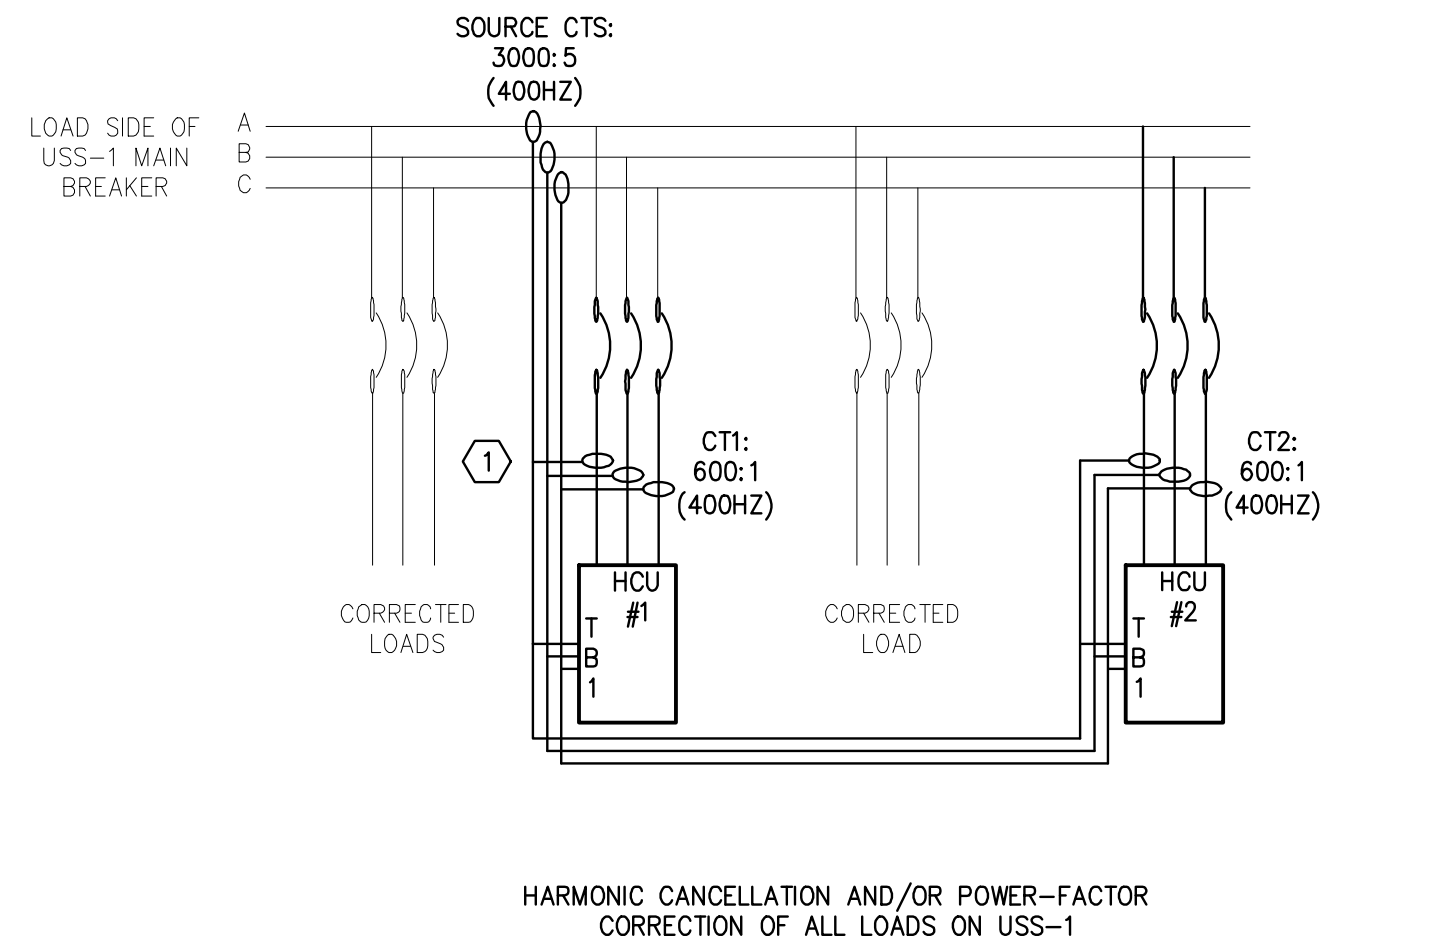 SOURCE CTS:
3000:5
(400HZ)
LOAD SIDE OF
USS-1 MAIN
BREAKER
A
B
C
1
CT1:
600:1
(400HZ)
CT2:
600:1
(400HZ)
CORRECTED
LOADS
HCU
#1
T
B
1
CORRECTED
LOAD
HCU
#2
T
B
1
HARMONIC CANCELLATION AND/OR POWER-FACTOR
CORRECTION OF ALL LOADS ON USS-1